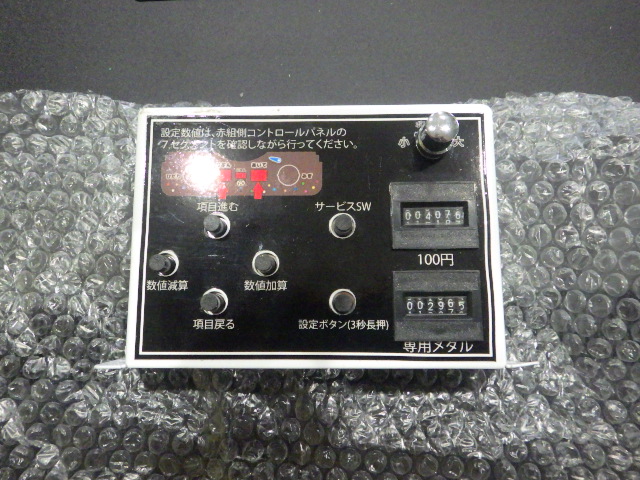 設定数値は、赤組側コントロールパネルの
7セグメントを確認しながら行ってください。
小
大
項目進む
サービスSW
数値減算
数値加算
項目戻る
設定ボタン(3秒長押)
100円
専用メタル